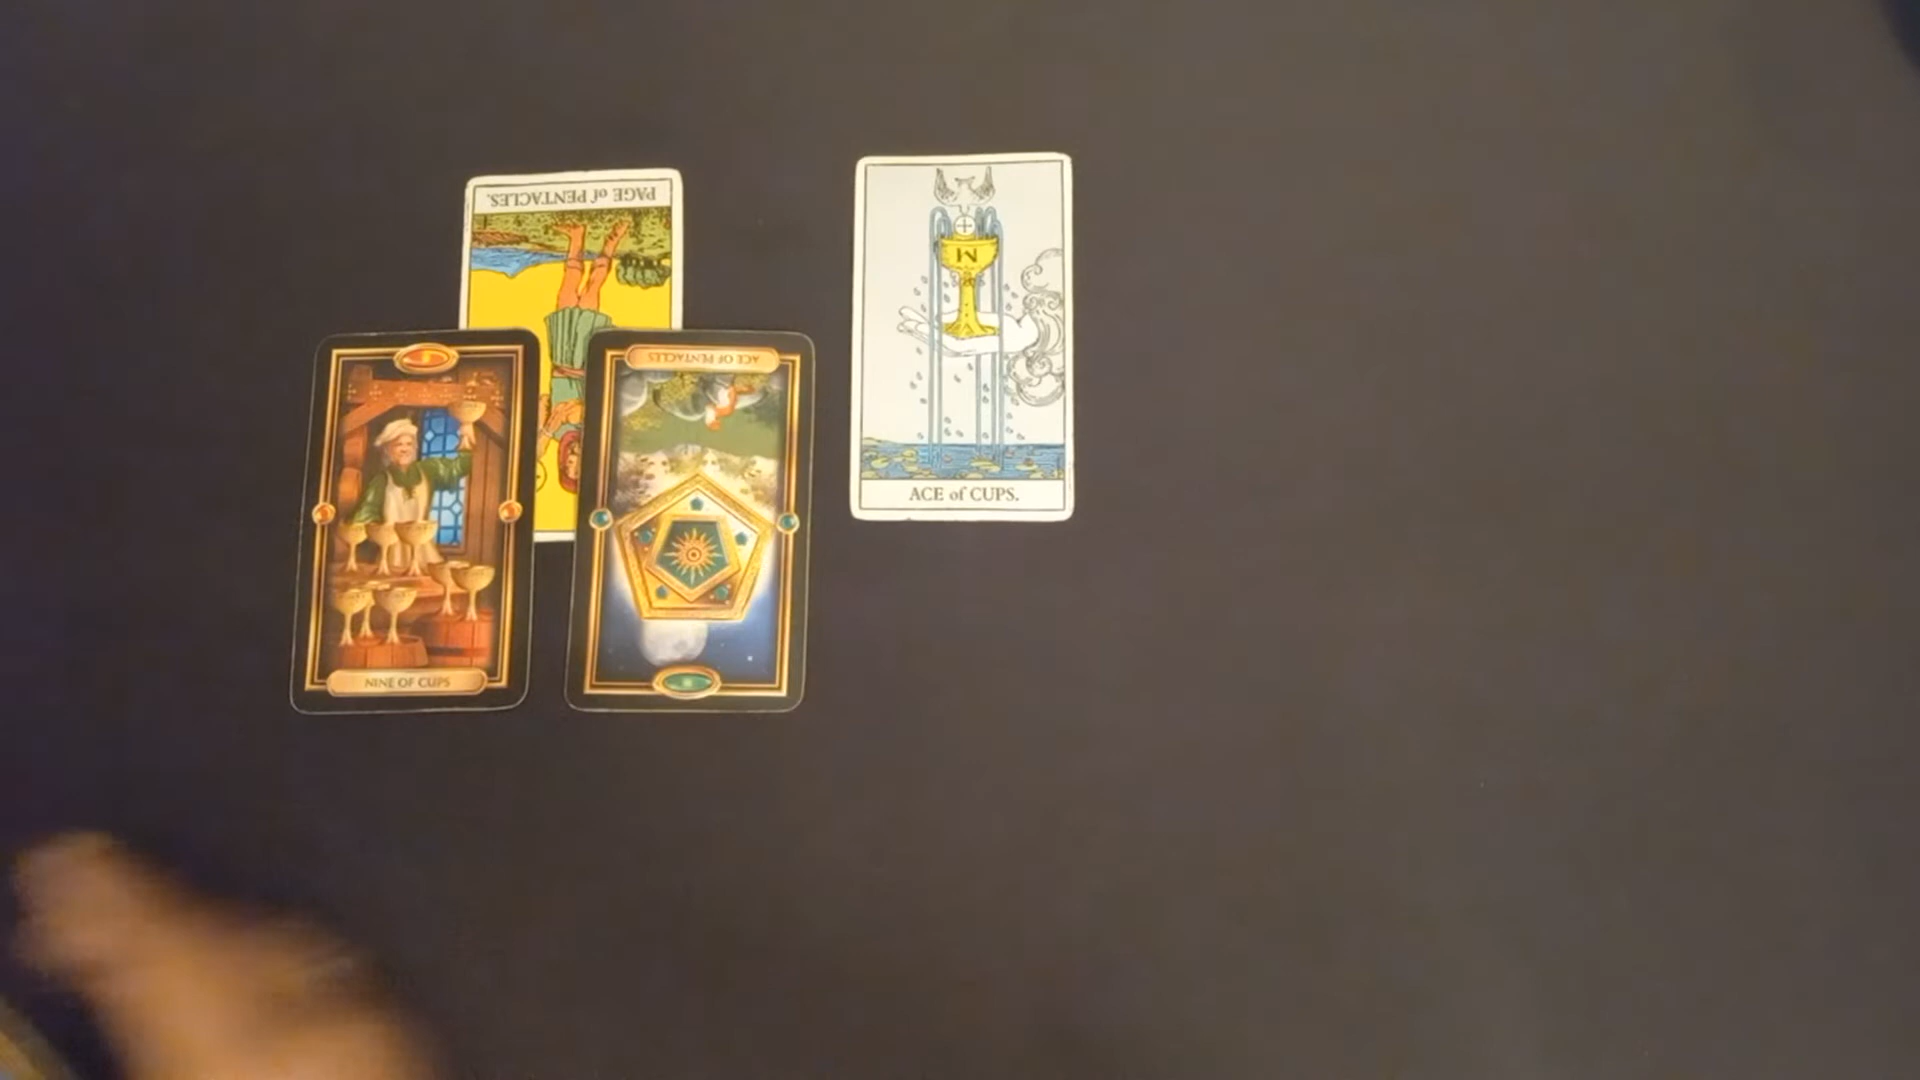 PAGE of PENTACLES.
ACE OF PENTACLES
NINE OF CUPS
ACE of CUPS.